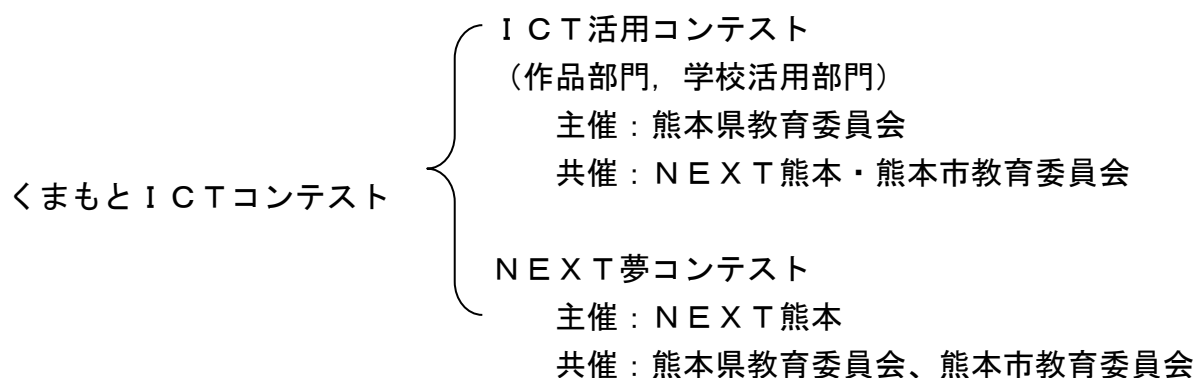 ＩＣＴ活用コンテスト
（作品部門，学校活用部門）
主催：熊本県教育委員会
共催：ＮＥＸＴ熊本・熊本市教育委員会
くまもとＩＣＴコンテスト
ＮＥＸＴ夢コンテスト
主催：ＮＥＸＴ熊本
共催：熊本県教育委員会、熊本市教育委員会